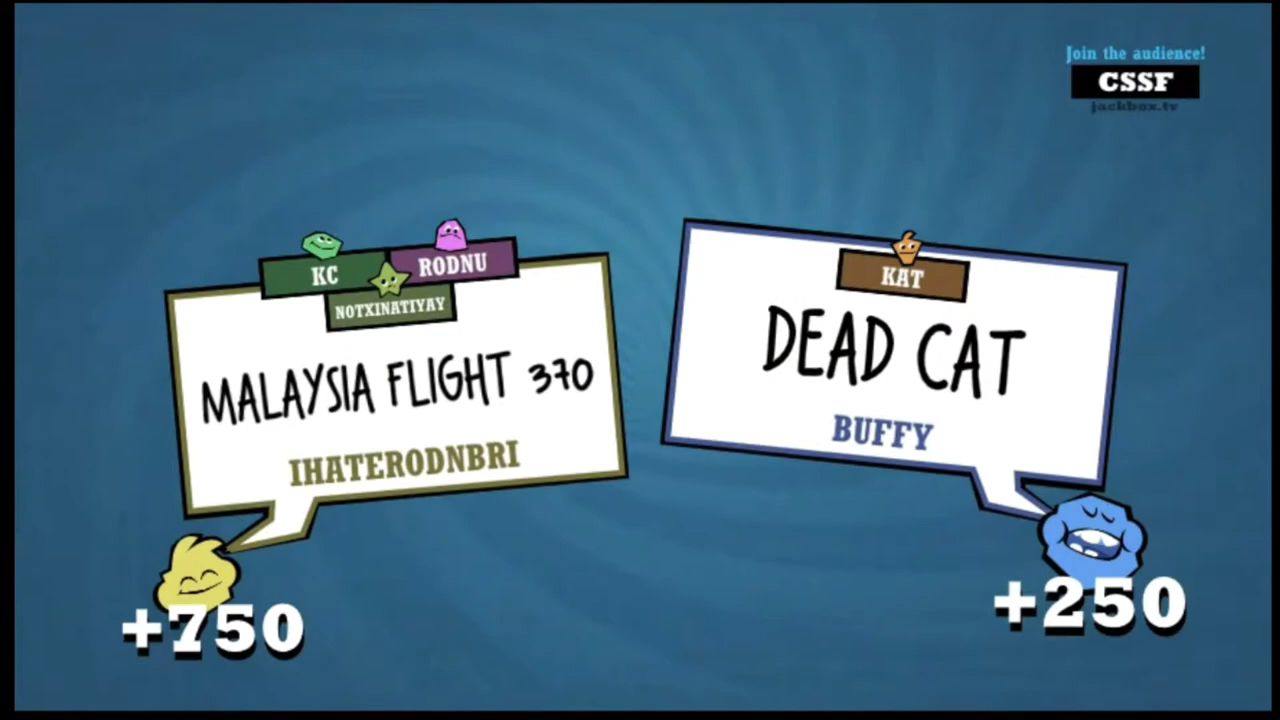 Join the audience!
CSSF
jackbox.tv
KC
RODNU
NOTXINATIYAY
MALAYSIA FLIGHT 370
IHATERODNBRI
+750
KAT
DEAD CAT
BUFFY
+250